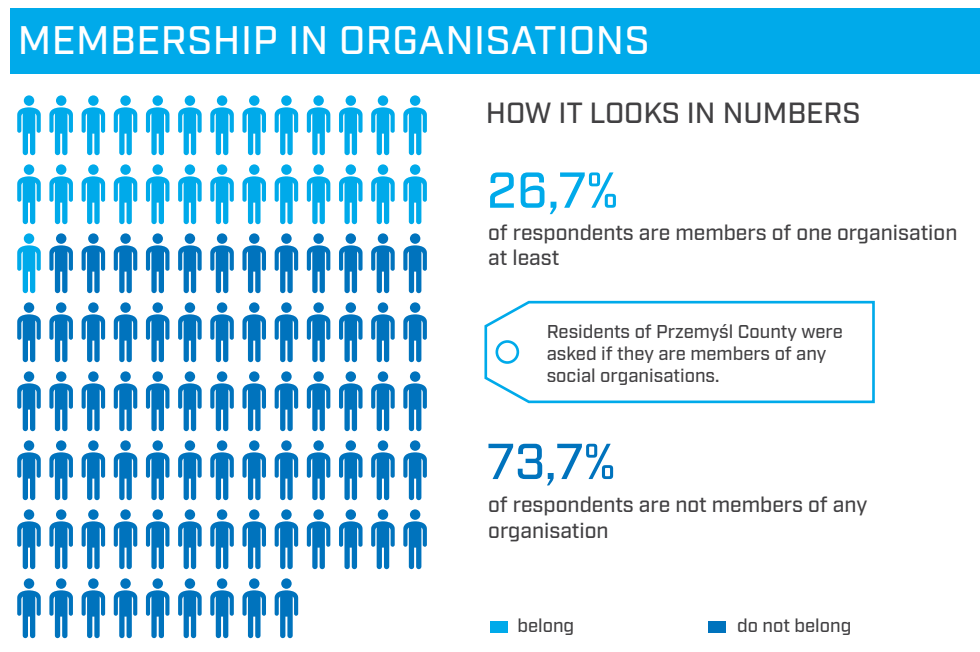 MEMBERSHIP IN ORGANISATIONS
HOW IT LOOKS IN NUMBERS
26,7%
of respondents are members of one organisation
at least
Residents of Przemyśl County were
asked if they are members of any
social organisations.
73,7%
of respondents are not members of any
organisation
belong
do not belong